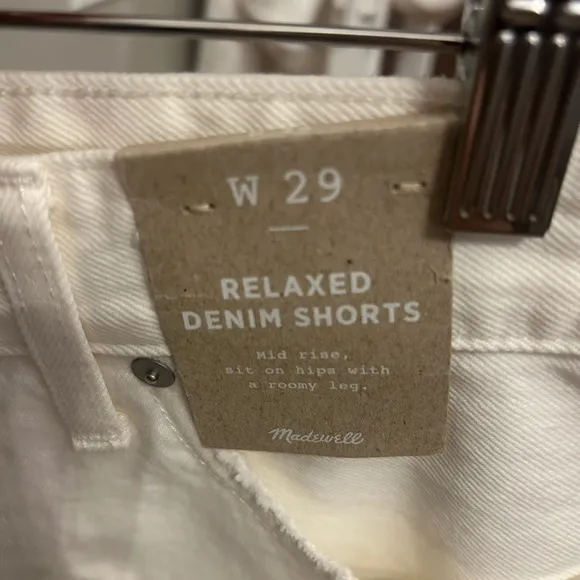 W 29
RELAXED
DENIM SHORTS
Mid rise,
sit on hips with
a roomy leg.
Madewell